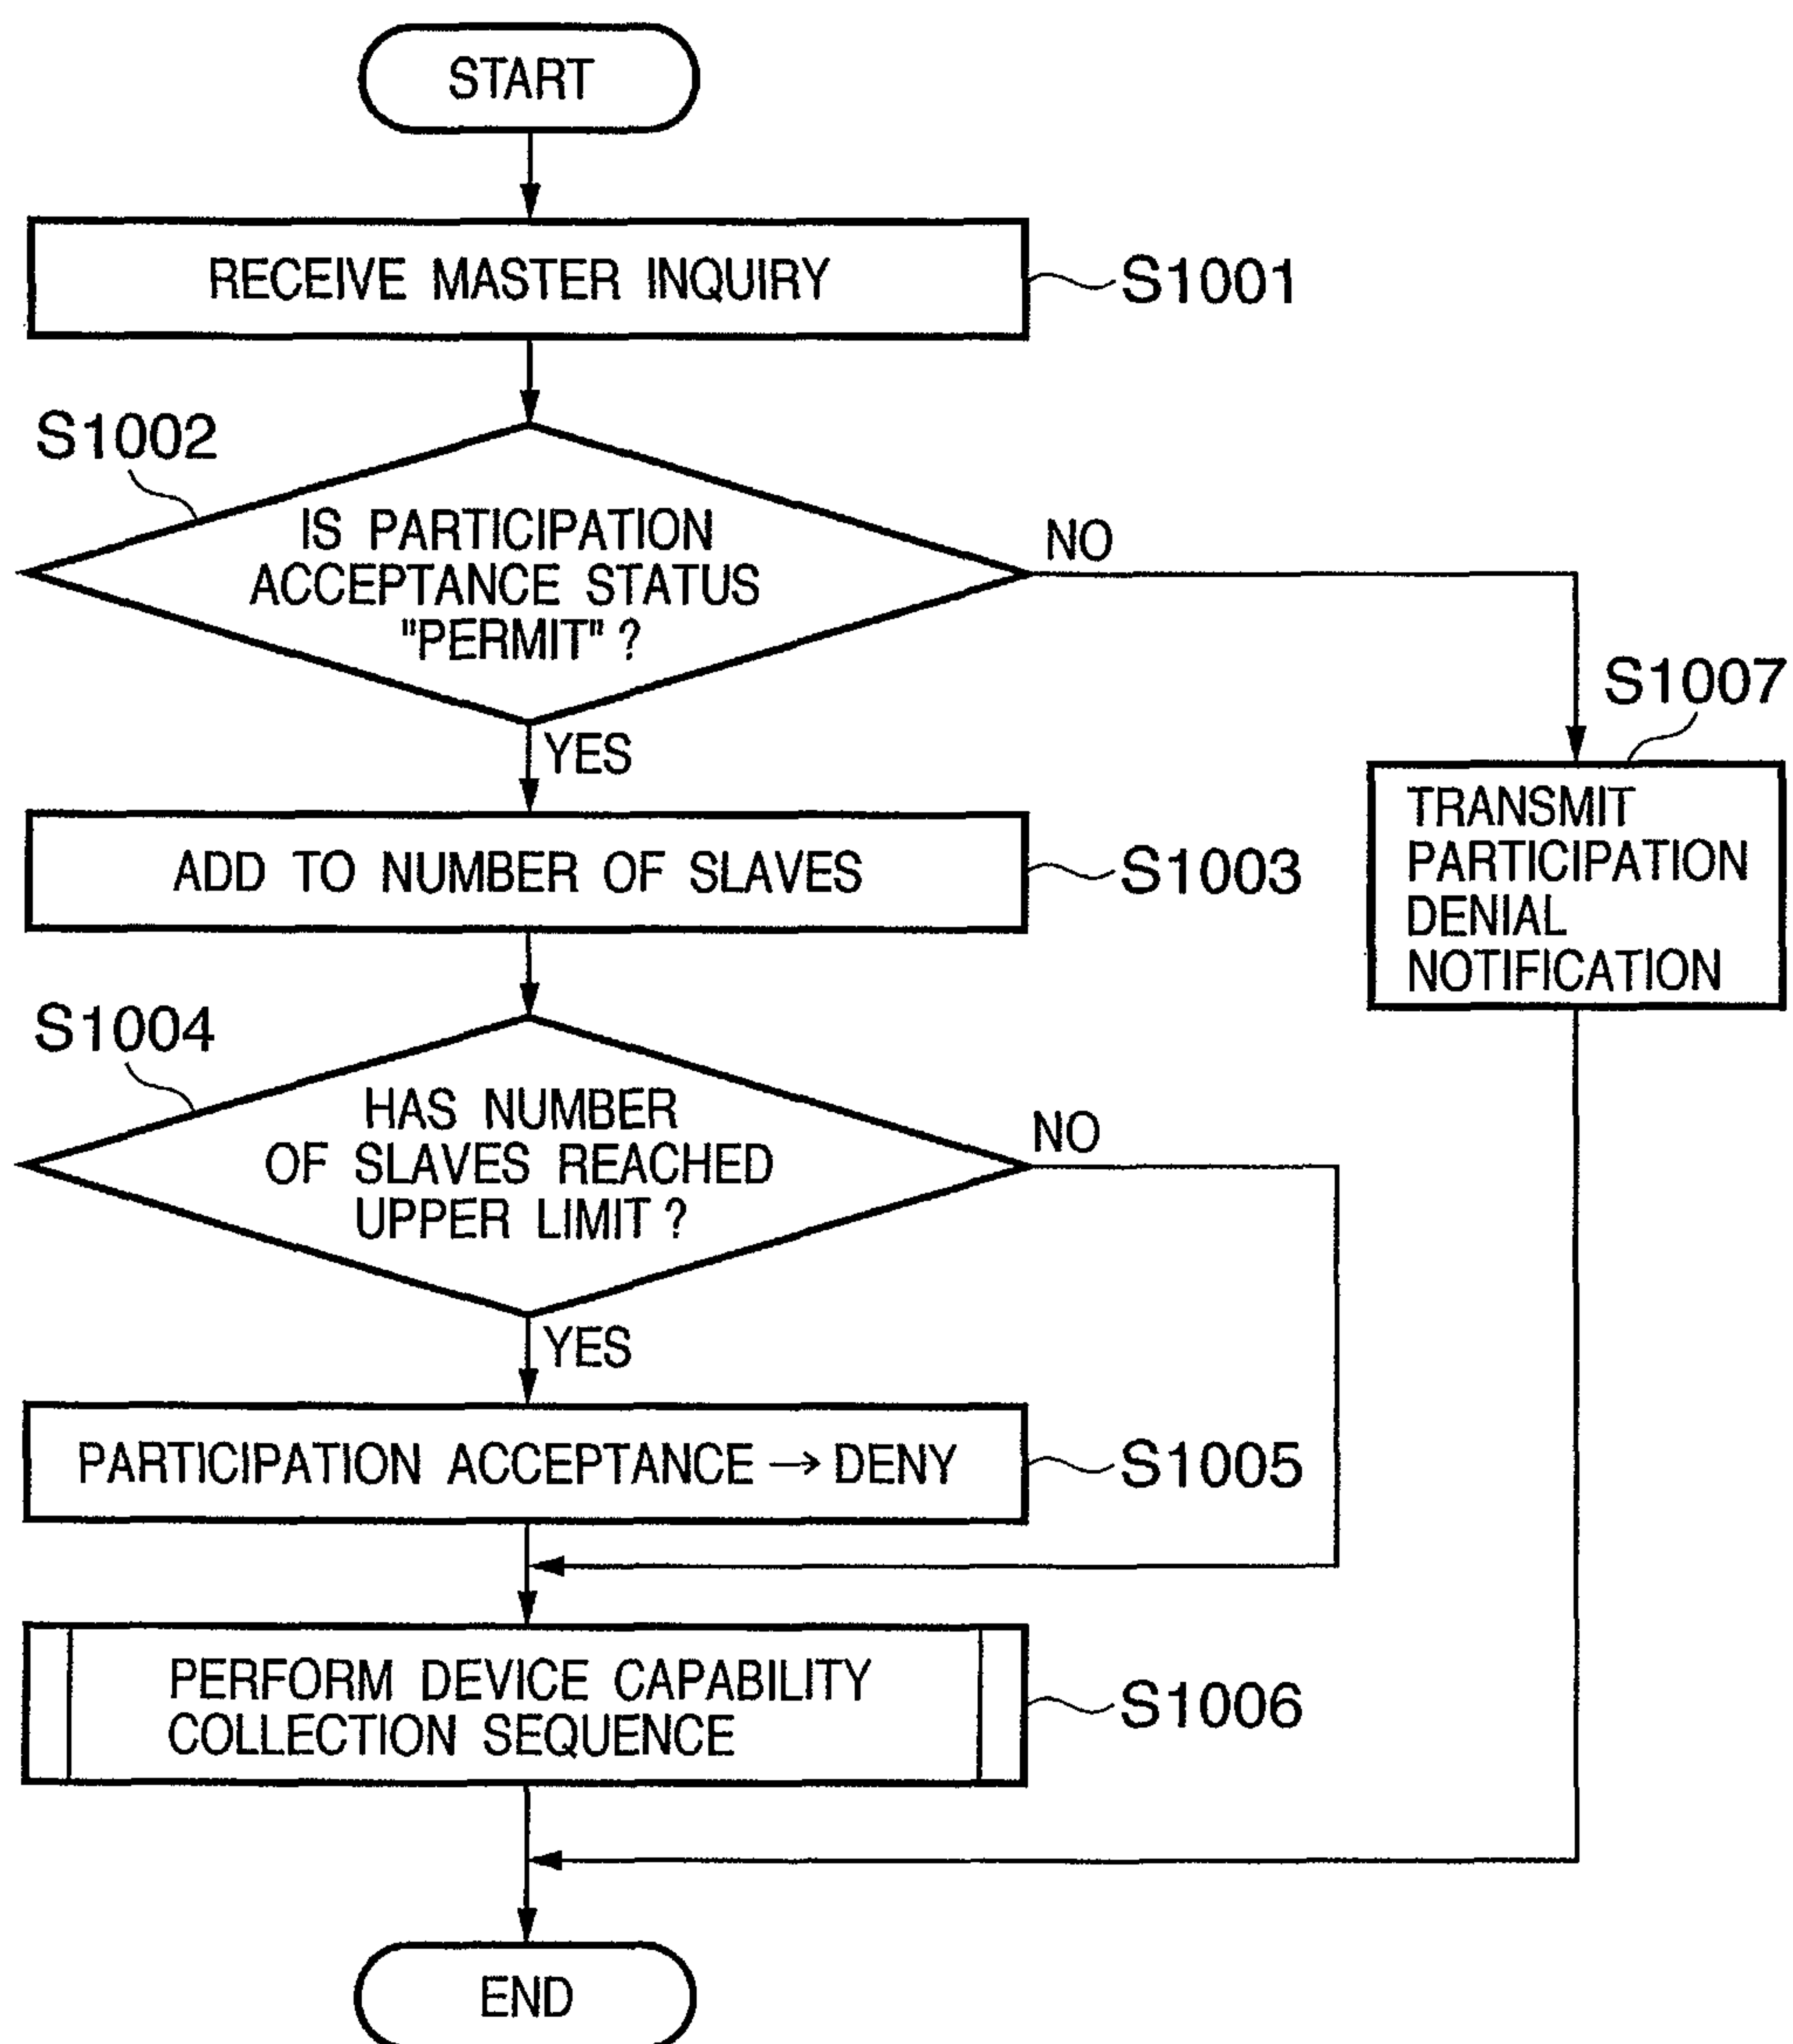 START
RECEIVE MASTER INQUIRY
S1001
S1002
IS PARTICIPATION
ACCEPTANCE STATUS
"PERMIT" ?
NO
YES
S1007
TRANSMIT
PARTICIPATION
DENIAL
NOTIFICATION
ADD TO NUMBER OF SLAVES
S1003
S1004
HAS NUMBER
OF SLAVES REACHED
UPPER LIMIT ?
NO
YES
PARTICIPATION ACCEPTANCE → DENY
S1005
PERFORM DEVICE CAPABILITY
COLLECTION SEQUENCE
S1006
END